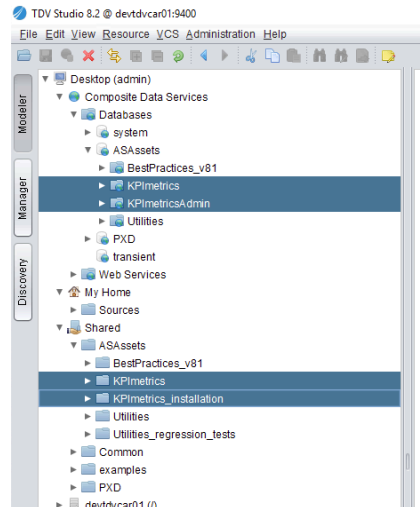 TDV Studio 8.2 @ devtdvcar01:9400
File Edit View Resource VCS Administration Help
Modeler
Manager
Discovery
Desktop (admin)
Composite Data Services
Databases
system
ASAssets
BestPractices_v81
KPImetrics
KPImetricsAdmin
Utilities
PXD
transient
Web Services
My Home
Sources
Shared
ASAssets
BestPractices_v81
KPImetrics
KPImetrics_installation
Utilities
Utilities_regression_tests
Common
examples
PXD
devtdvcar01 (/)